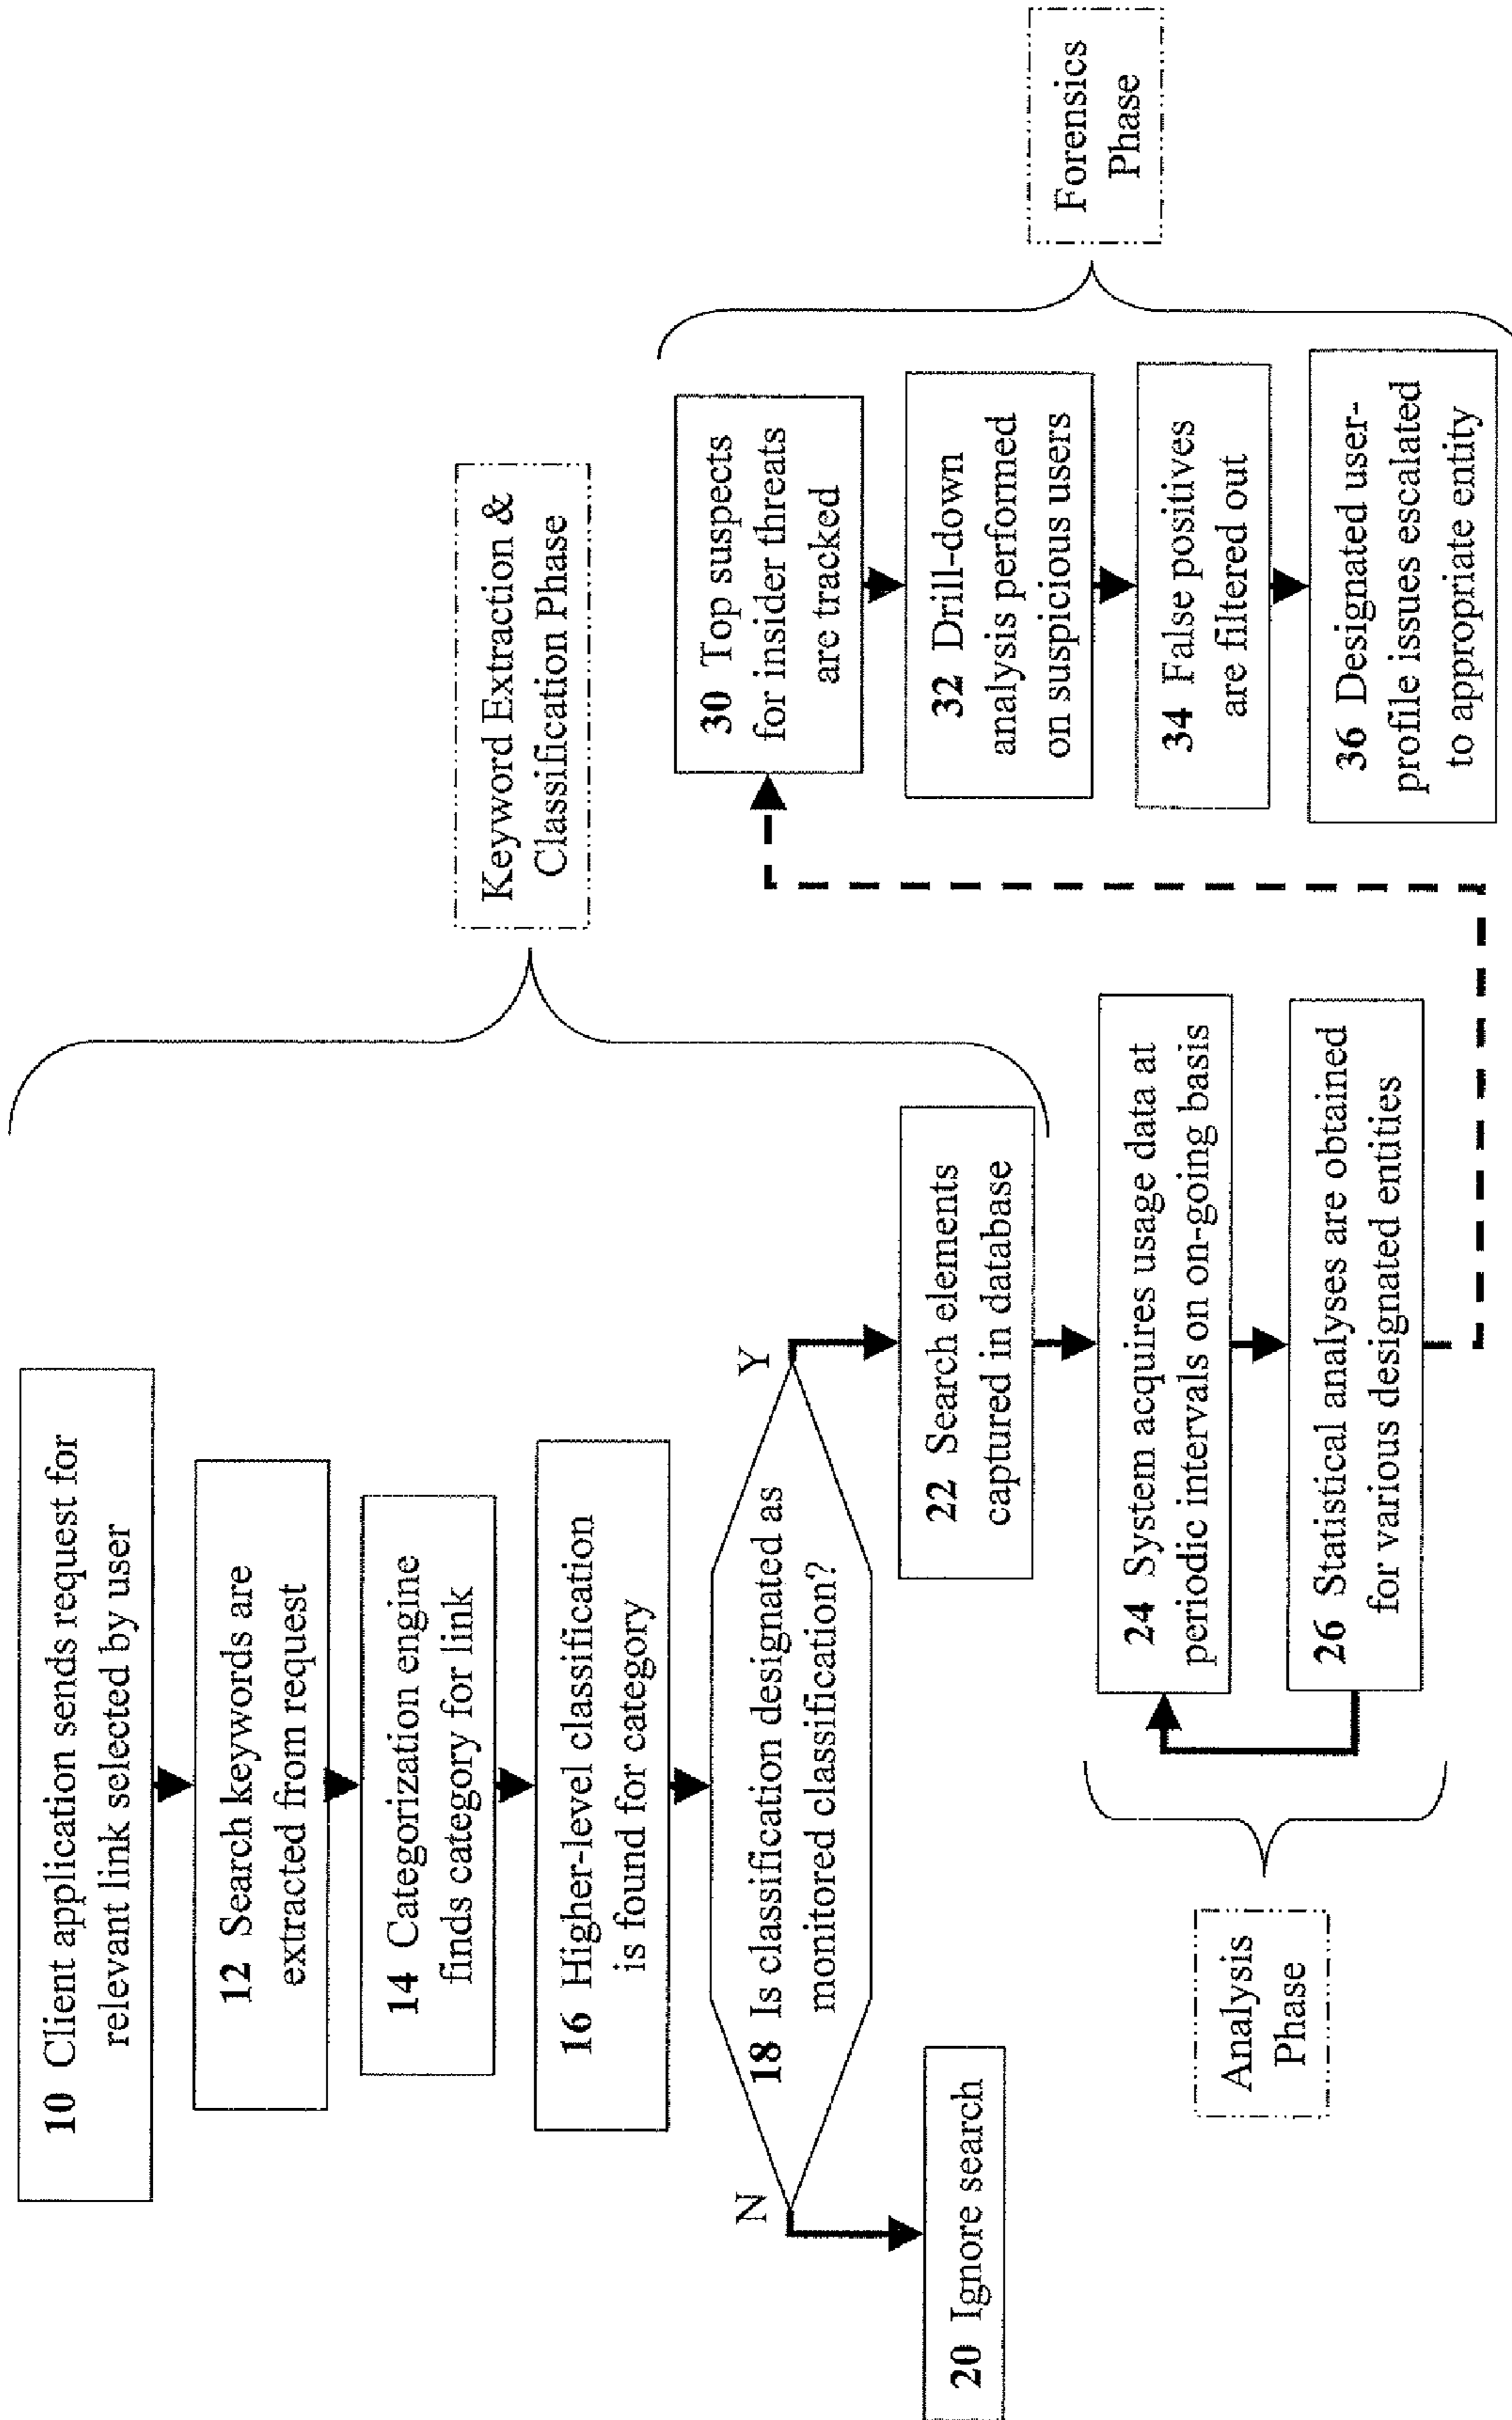 10 Client application sends request for
relevant link selected by user
12 Search keywords are
extracted from request
14 Categorization engine
finds category for link
16 Higher-level classification
is found for category
18 Is classification designated as
monitored classification?
N
Y
20 Ignore search
22 Search elements
captured in database
Keyword Extraction &
Classification Phase
24 System acquires usage data at
periodic intervals on on-going basis
26 Statistical analyses are obtained
for various designated entities
Analysis
Phase
30 Top suspects
for insider threats
are tracked
32 Drill-down
analysis performed
on suspicious users
34 False positives
are filtered out
36 Designated user-
profile issues escalated
to appropriate entity
Forensics
Phase